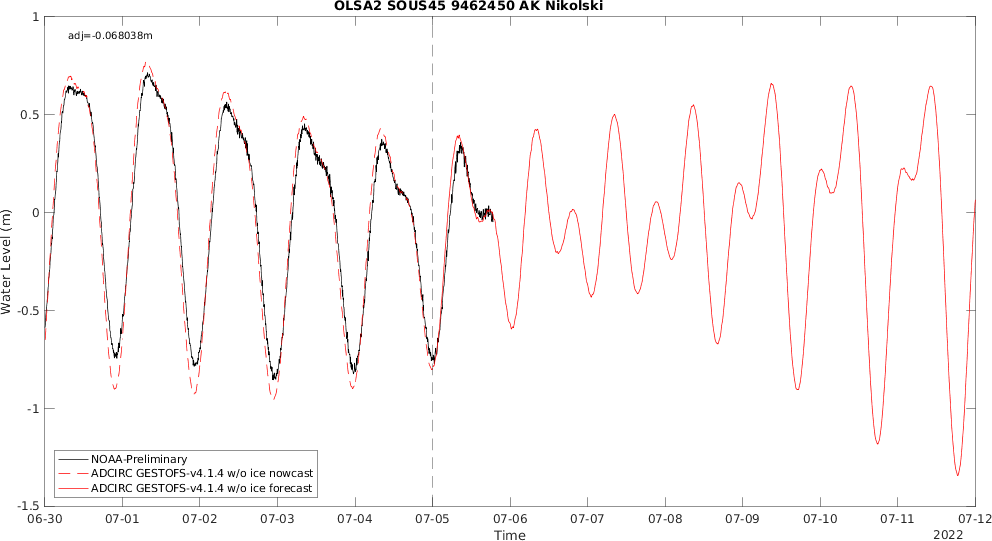 OLSA2 SOUS45 9462450 AK Nikolski
adj=-0.068038m
1
0.5
0
-0.5
-1
-1.5
Water Level (m)
NOAA-Preliminary
ADCIRC GESTOFS-v4.1.4 w/o ice nowcast
ADCIRC GESTOFS-v4.1.4 w/o ice forecast
06-30 07-01 07-02 07-03 07-04 07-05 07-06 07-07 07-08 07-09 07-10 07-11 07-12
Time
2022